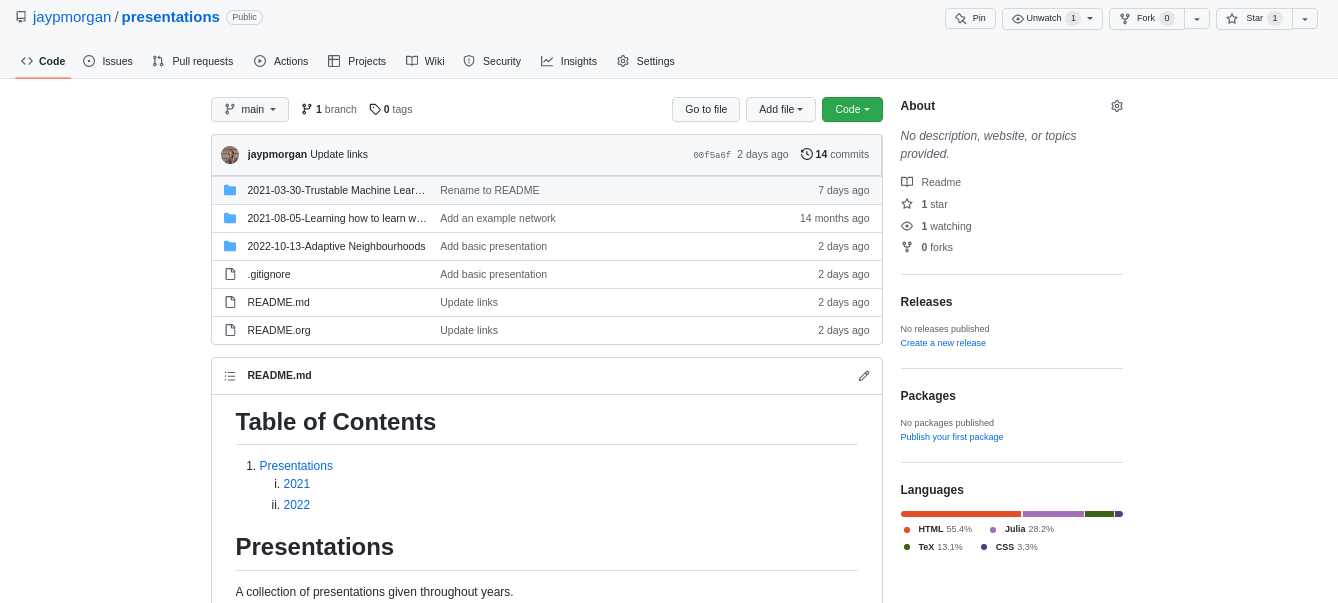 jaypmorgan / presentations Public
Pin Unwatch 1 Fork 0 Star 1
Code Issues Pull requests Actions Projects Wiki Security Insights Settings
main 1 branch 0 tags Go to file Add file Code
jaypmorgan Update links 00f5a6f 2 days ago 14 commits
2021-03-30-Trustable Machine Lear… Rename to README 7 days ago
2021-08-05-Learning how to learn w… Add an example network 14 months ago
2022-10-13-Adaptive Neighbourhoods Add basic presentation 2 days ago
.gitignore Add basic presentation 2 days ago
README.md Update links 2 days ago
README.org Update links 2 days ago
README.md
Table of Contents
1. Presentations
i. 2021
ii. 2022
Presentations
A collection of presentations given throughout years.
About
No description, website, or topics
provided.
Readme
1 star
1 watching
0 forks
Releases
No releases published
Create a new release
Packages
No packages published
Publish your first package
Languages
HTML 55.4% Julia 28.2%
TeX 13.1% CSS 3.3%